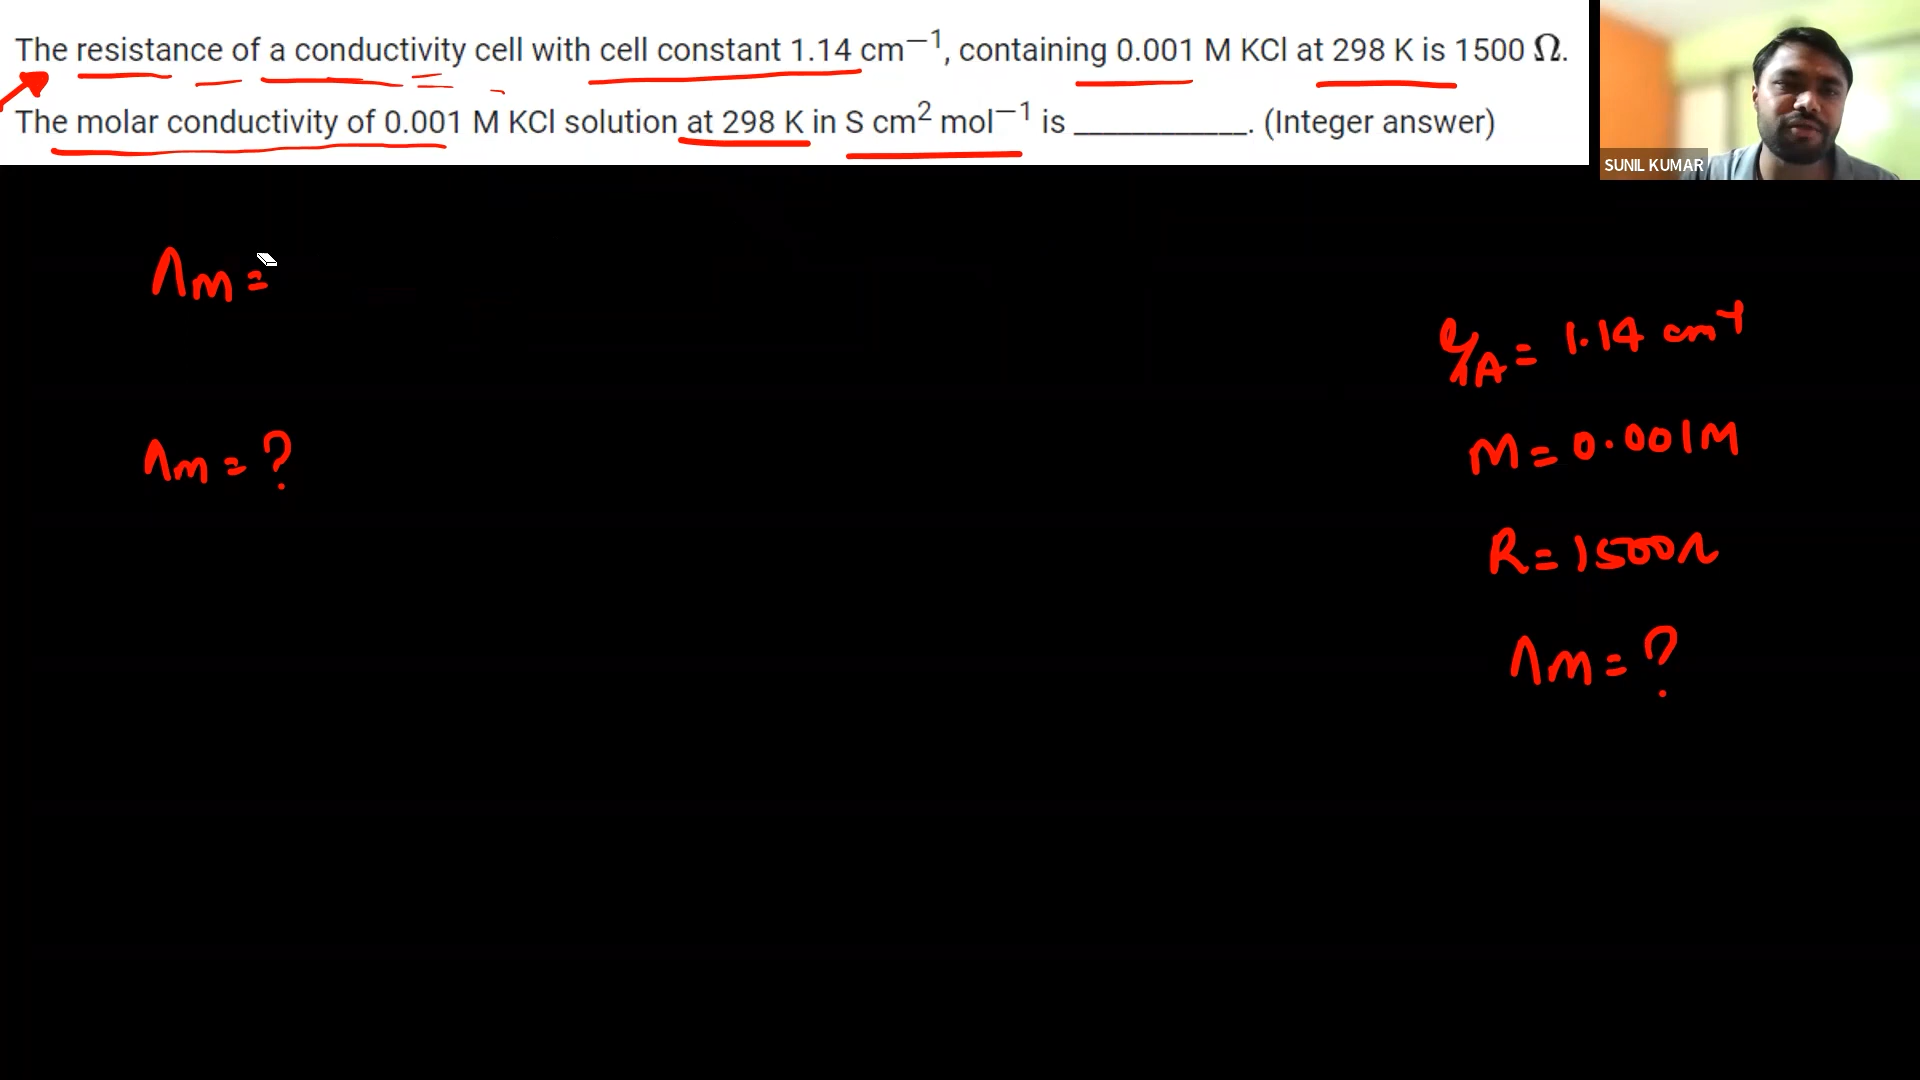 The resistance of a conductivity cell with cell constant 1.14 cm⁻¹, containing 0.001 M KCl at 298 K is 1500 Ω.
The molar conductivity of 0.001 M KCl solution at 298 K in S cm² mol⁻¹ is ____________. (Integer answer)
SUNIL KUMAR
Λm =
l/A = 1.14 cm⁻¹
Λm = ?
M = 0.001M
R = 1500Ω
Λm = ?